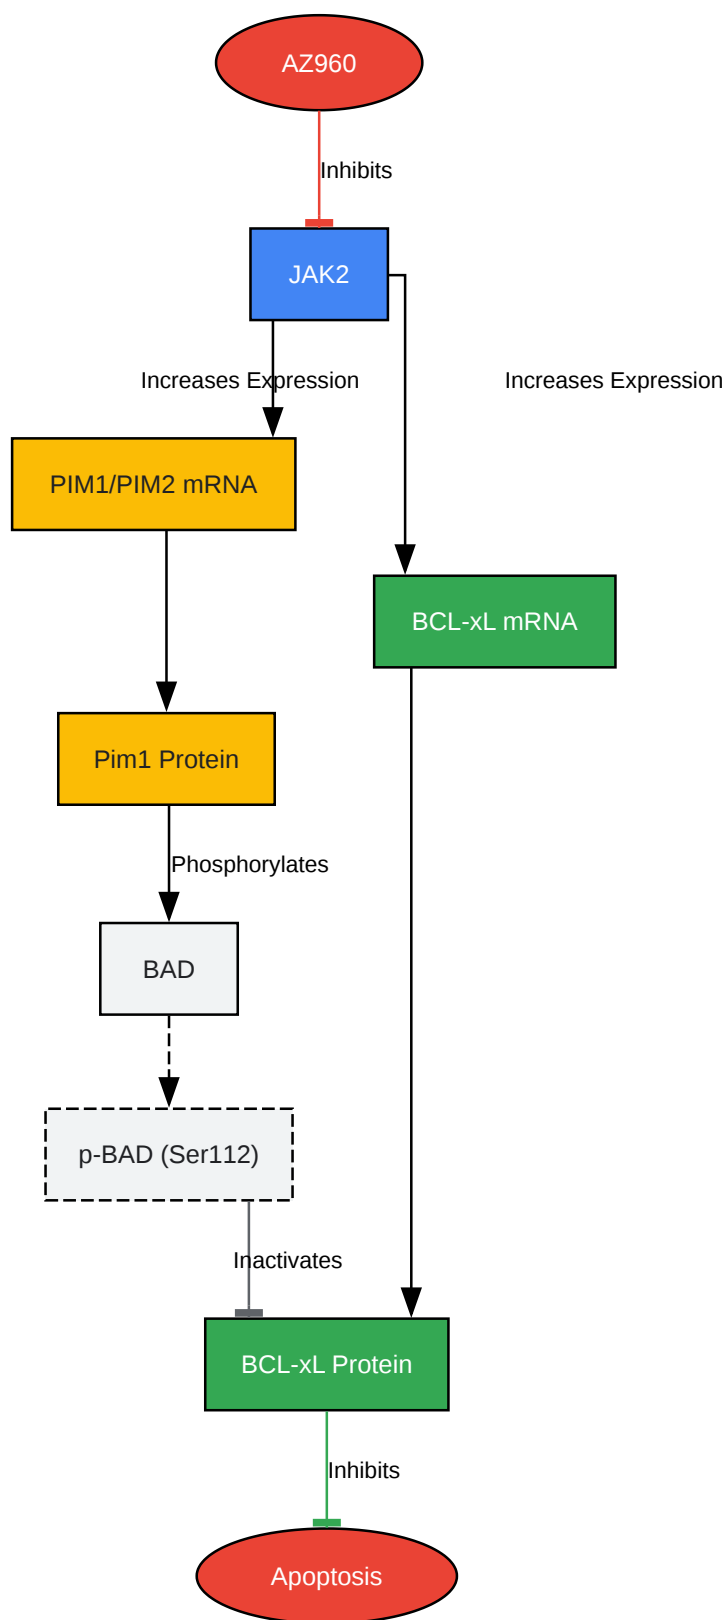 AZ960
Inhibits
JAK2
Increases Expression
Increases Expression
PIM1/PIM2 mRNA
BCL-xL mRNA
Pim1 Protein
Phosphorylates
BAD
p-BAD (Ser112)
Inactivates
BCL-xL Protein
Inhibits
Apoptosis